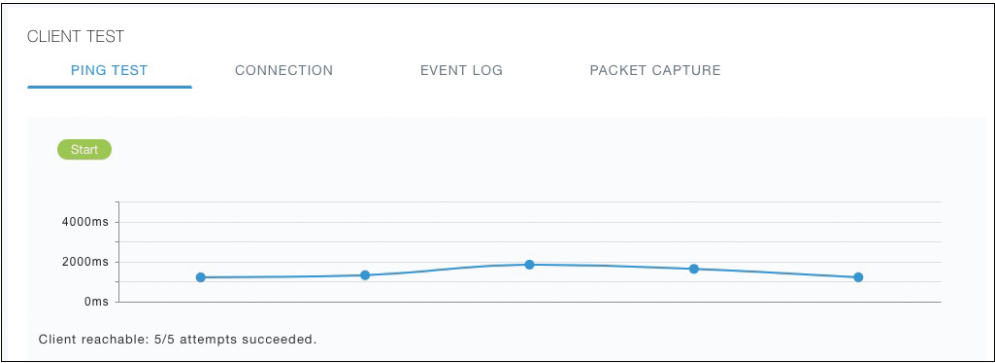 CLIENT TEST
PING TEST CONNECTION EVENT LOG PACKET CAPTURE
Start
4000ms
2000ms
0ms
Client reachable: 5/5 attempts succeeded.